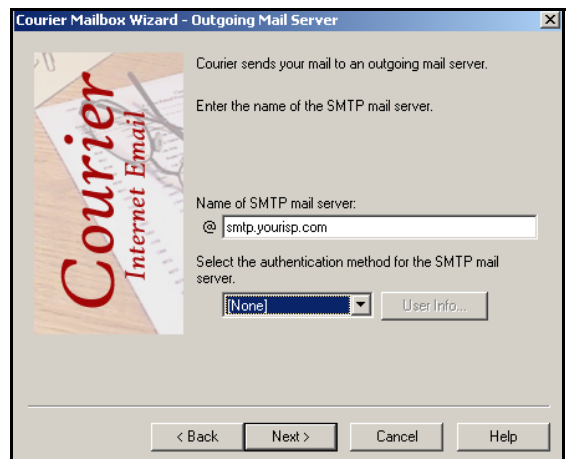 Courier Mailbox Wizard - Outgoing Mail Server
Courier
Internet Email
Courier sends your mail to an outgoing mail server.
Enter the name of the SMTP mail server.
Name of SMTP mail server:
@ smtp.yourisp.com
Select the authentication method for the SMTP mail
server.
[None]
User Info...
< Back
Next >
Cancel
Help